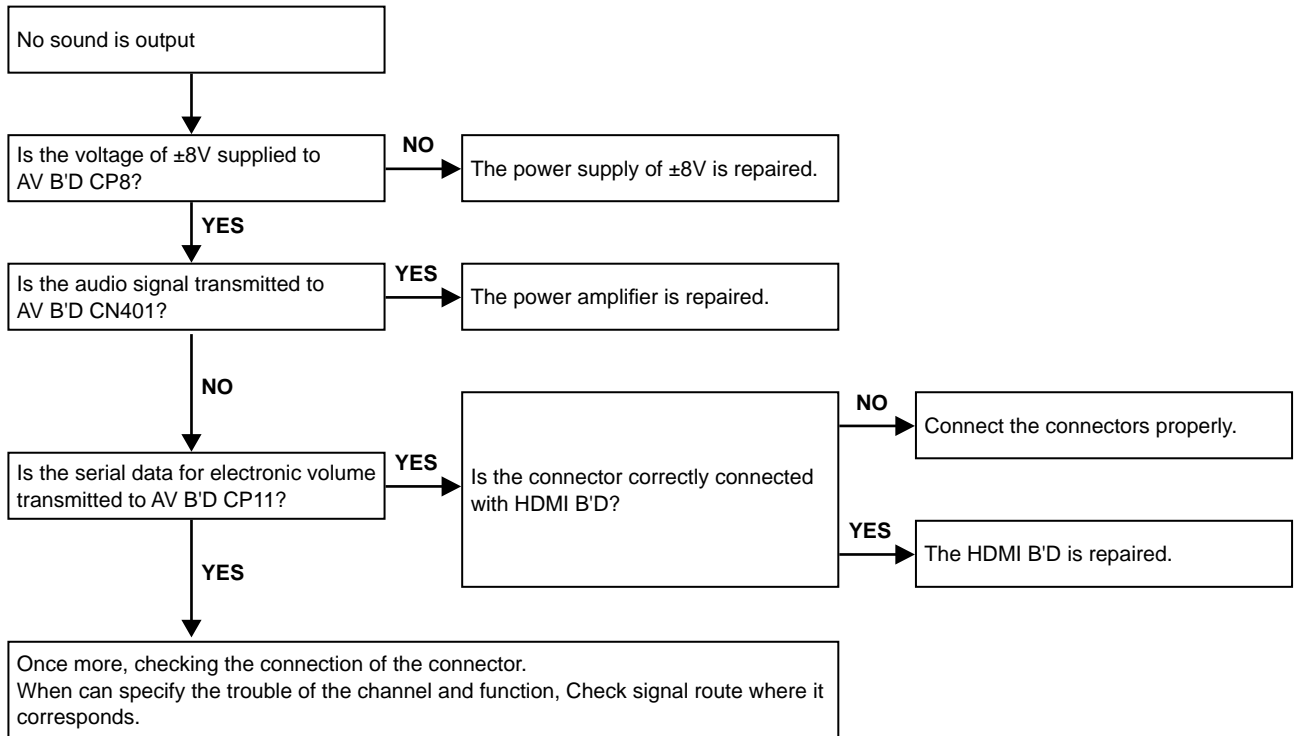 No sound is output
Is the voltage of ±8V supplied to
AV B'D CP8?
NO
The power supply of ±8V is repaired.
YES
Is the audio signal transmitted to
AV B'D CN401?
YES
The power amplifier is repaired.
NO
Is the serial data for electronic volume
transmitted to AV B'D CP11?
YES
Is the connector correctly connected
with HDMI B'D?
NO
Connect the connectors properly.
YES
The HDMI B'D is repaired.
YES
Once more, checking the connection of the connector.
When can specify the trouble of the channel and function, Check signal route where it
corresponds.